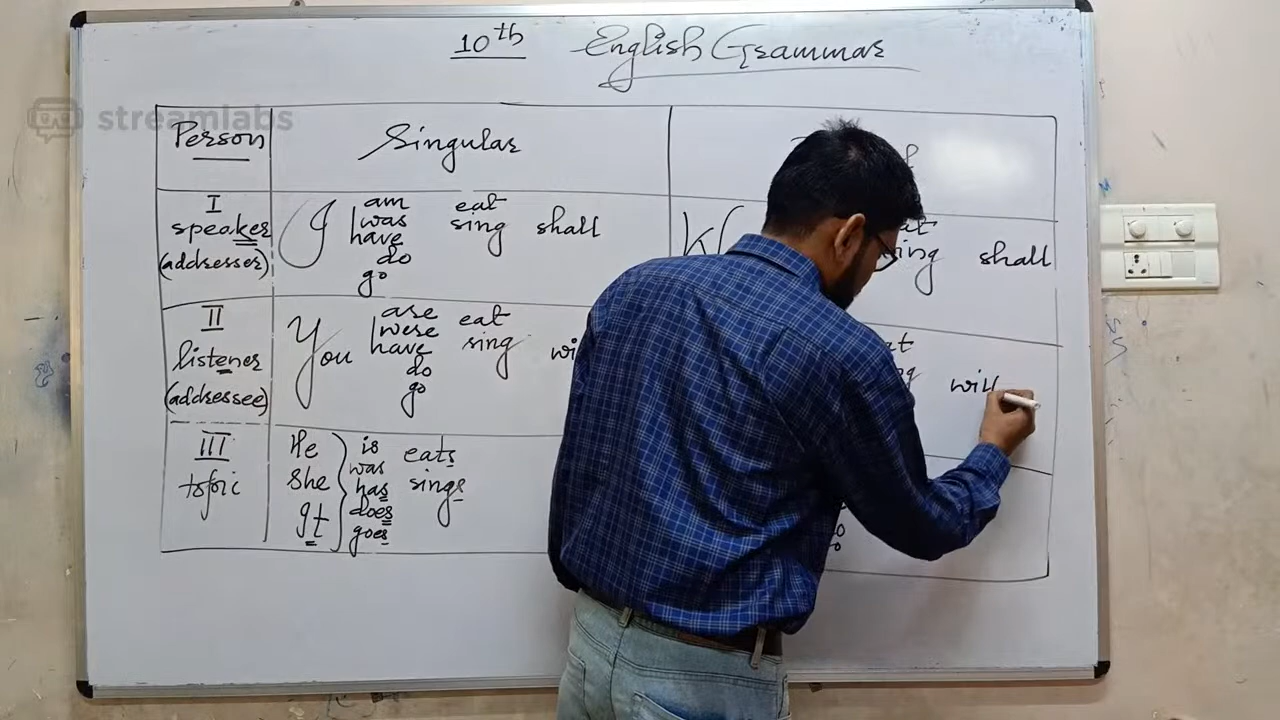 10th English Grammar
streamlabs
Person Singular
I am eat
speaker I was sing shall
(addresser) have
do
go
sing shall
II are eat
listener You were sing
(addressee) have
do
go
will
III He is eats
topic She was sings
It has
does
goes